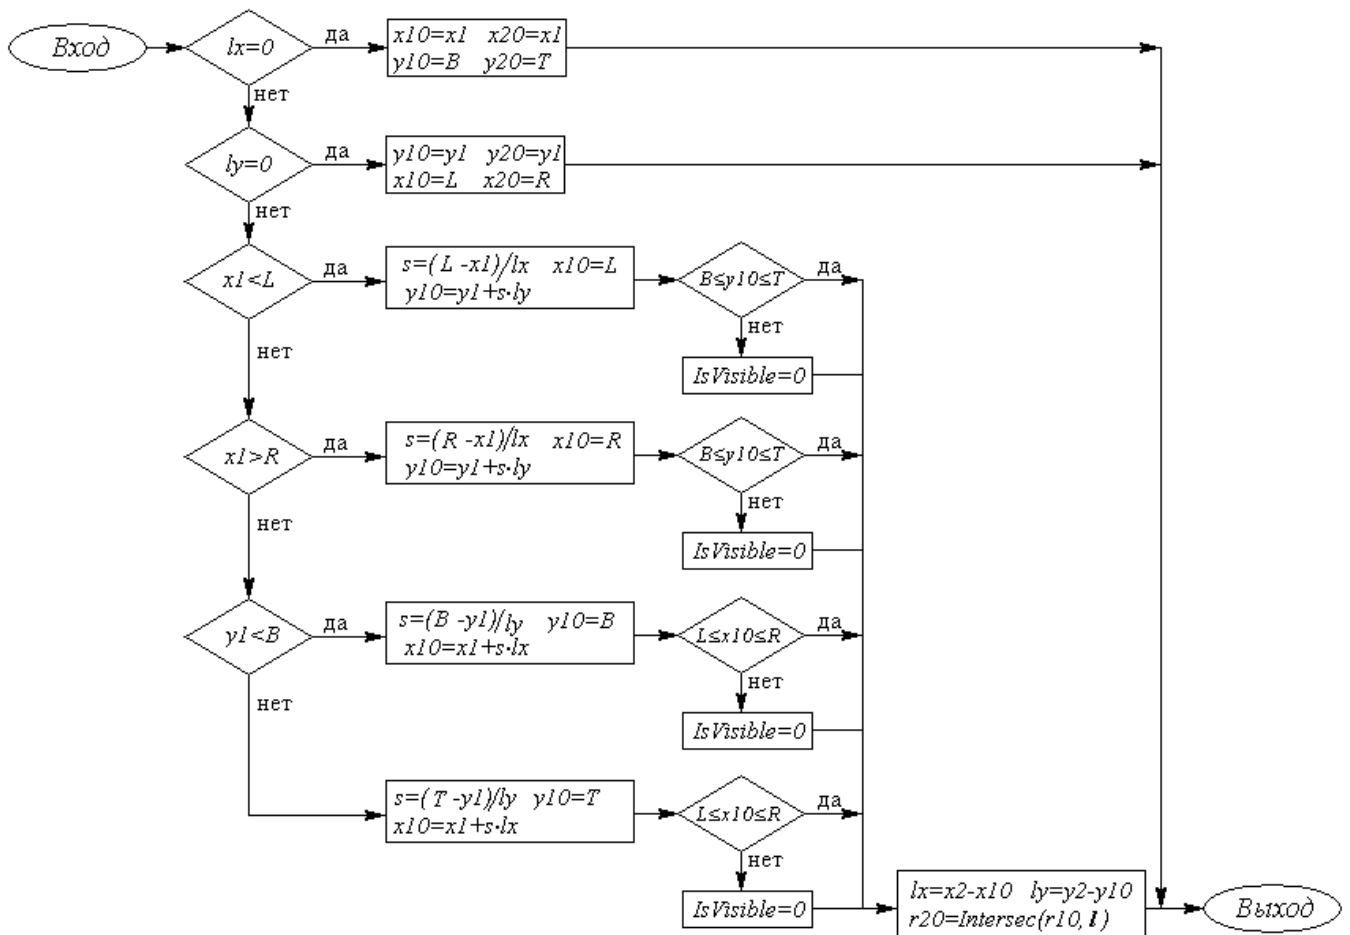 Вход
lx=0
да
x10=x1 x20=x1
y10=B y20=T
нет
ly=0
да
y10=y1 y20=y1
x10=L x20=R
нет
x1<L
да
s=(L -x1)/lx x10=L
y10=y1+s·ly
B≤y10≤T
да
нет
IsVisible=0
нет
x1>R
да
s=(R -x1)/lx x10=R
y10=y1+s·ly
B≤y10≤T
да
нет
IsVisible=0
нет
y1<B
да
s=(B -y1)/ly y10=B
x10=x1+s·lx
L≤x10≤R
да
нет
IsVisible=0
нет
s=(T -y1)/ly y10=T
x10=x1+s·lx
L≤x10≤R
да
нет
IsVisible=0
lx=x2-x10 ly=y2-y10
r20=Intersec(r10, l)
Выход